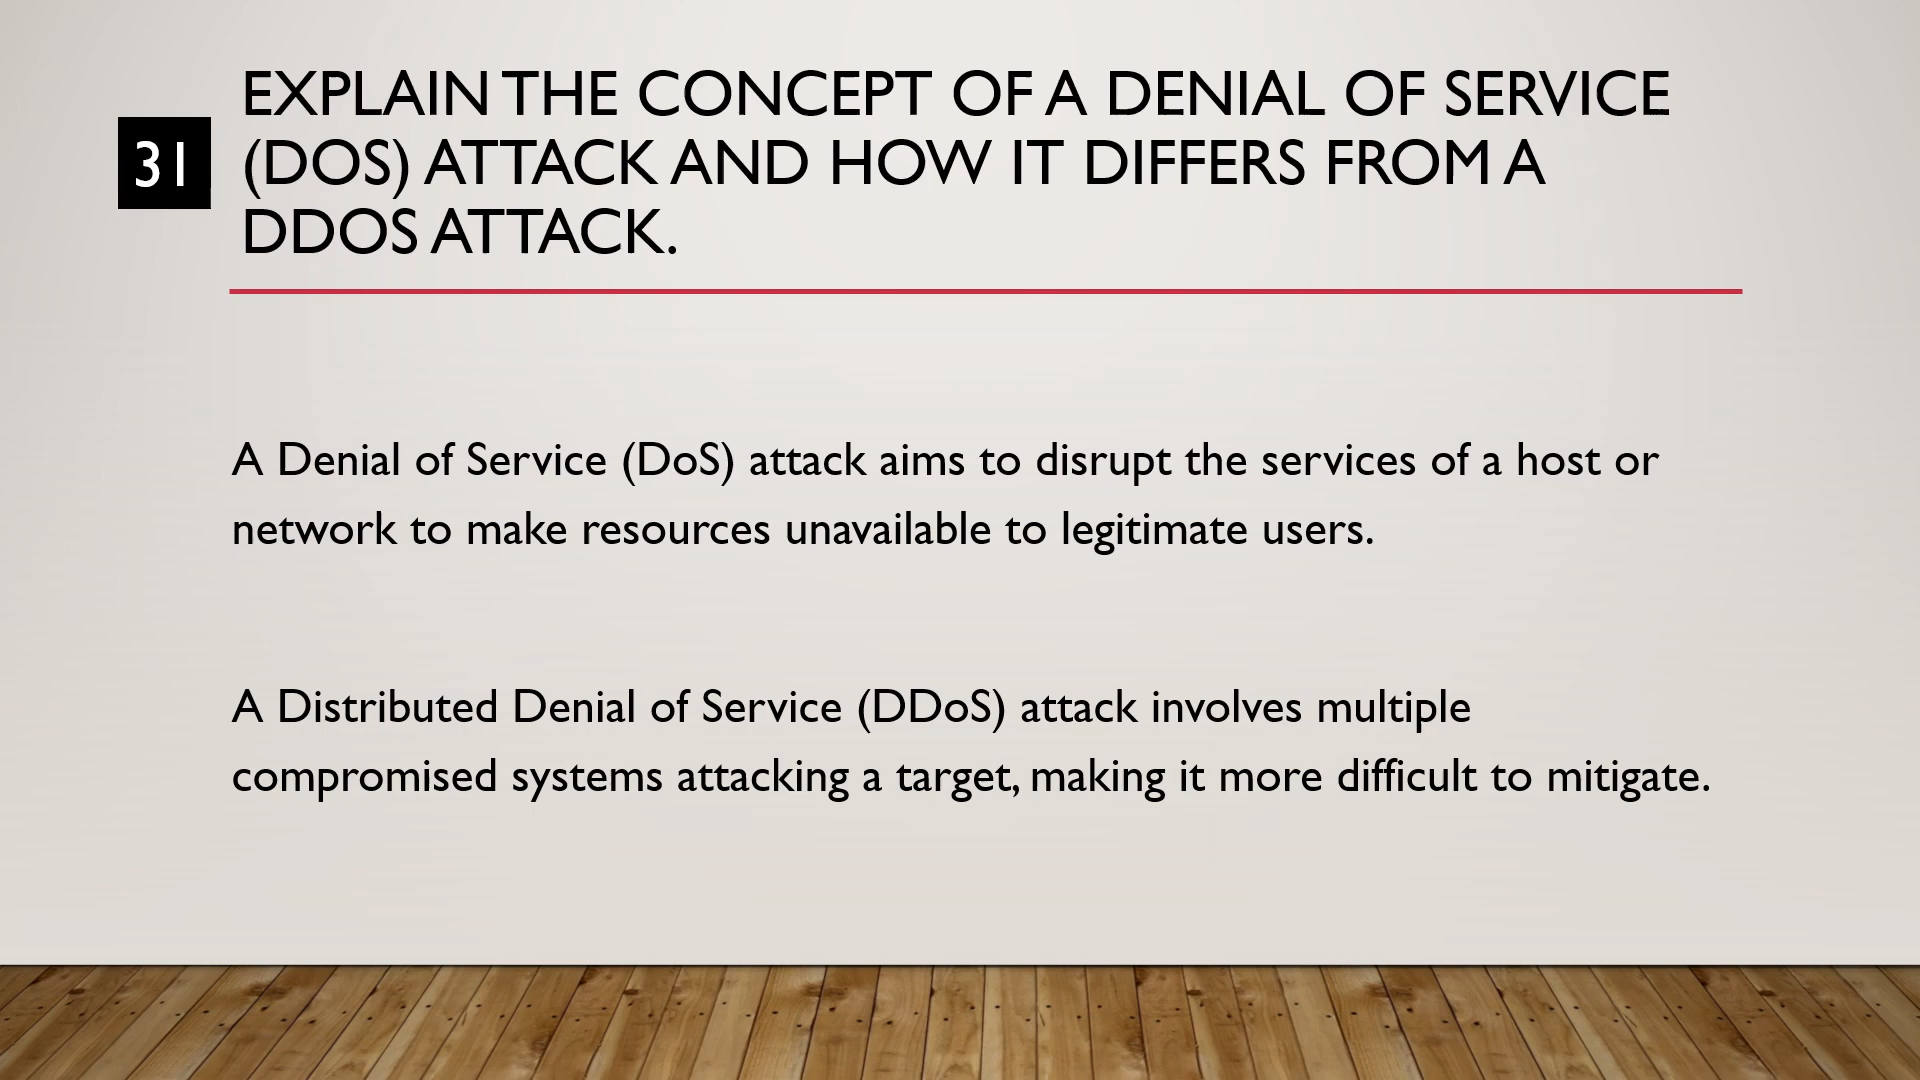 31
EXPLAIN THE CONCEPT OF A DENIAL OF SERVICE
(DOS) ATTACK AND HOW IT DIFFERS FROM A
DDOS ATTACK.
A Denial of Service (DoS) attack aims to disrupt the services of a host or
network to make resources unavailable to legitimate users.
A Distributed Denial of Service (DDoS) attack involves multiple
compromised systems attacking a target, making it more difficult to mitigate.